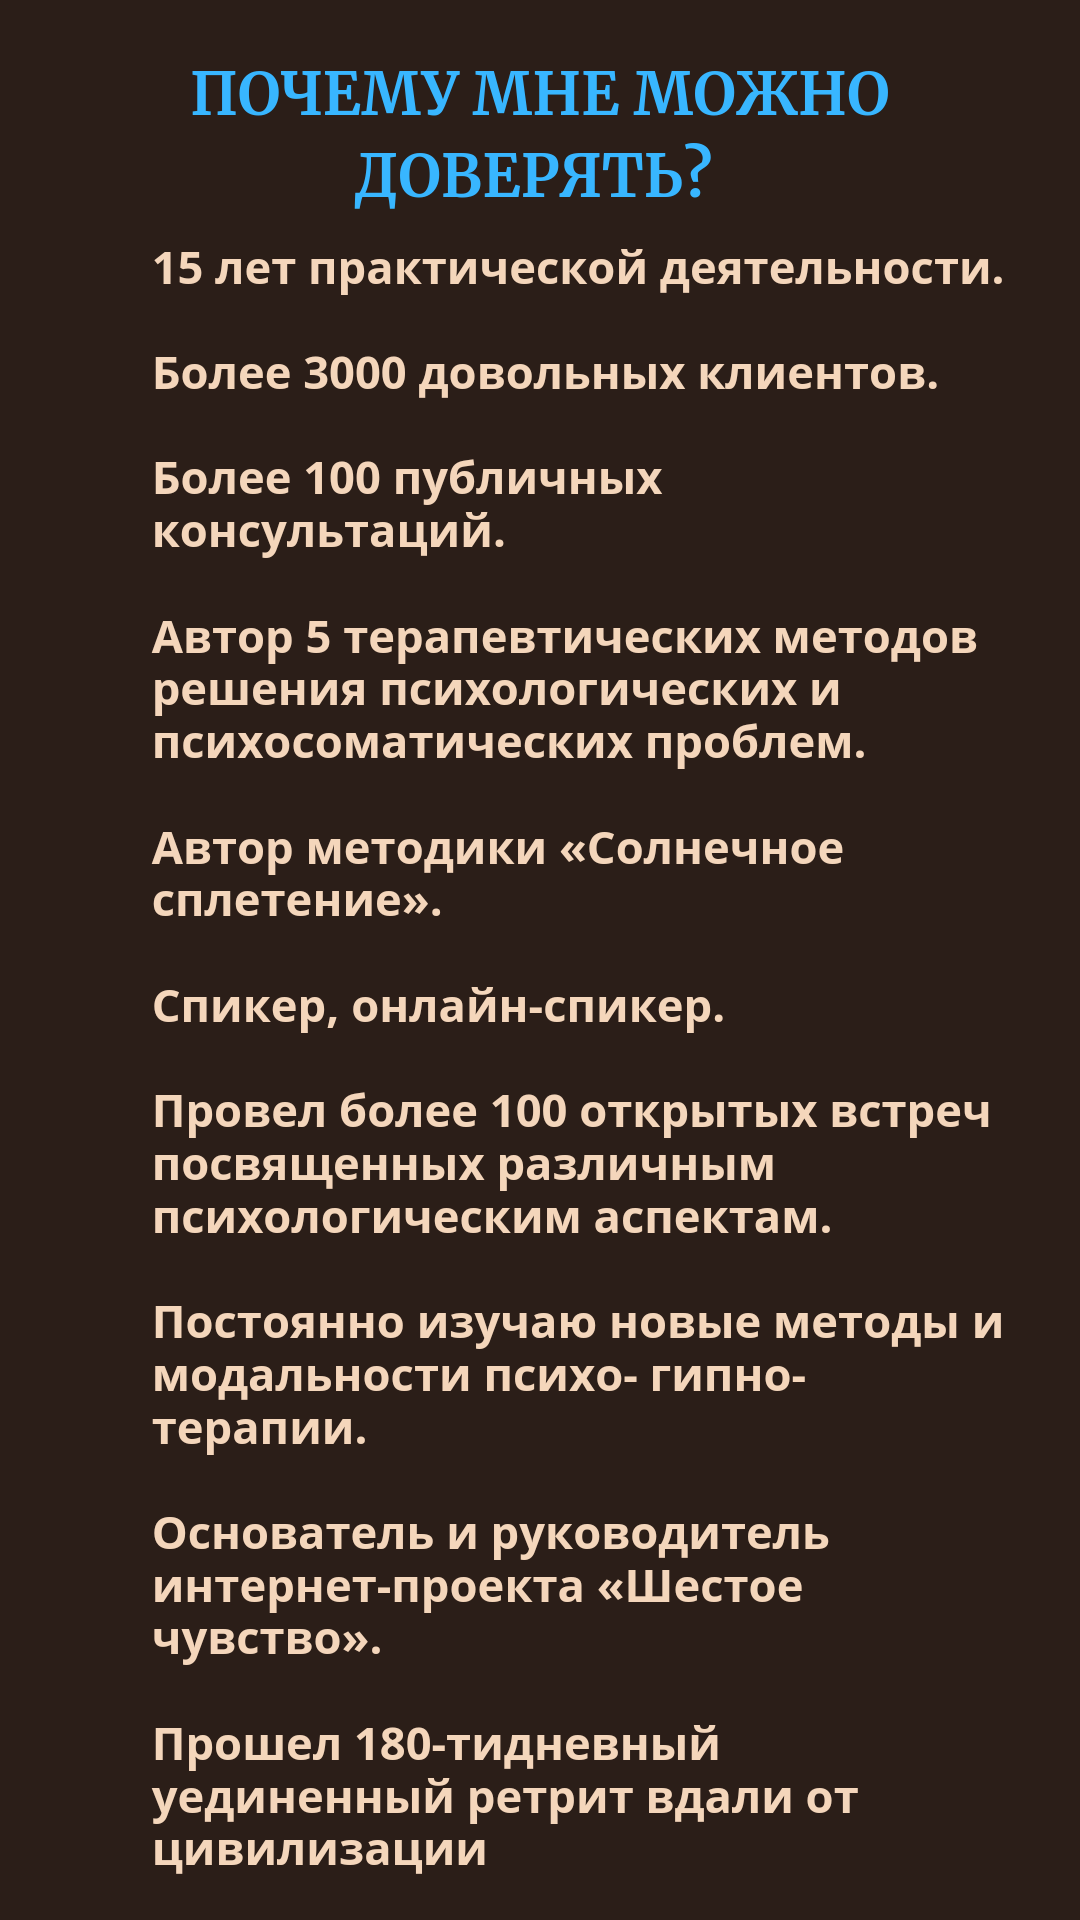 ПОЧЕМУ МНЕ МОЖНО
ДОВЕРЯТЬ?
15 лет практической деятельности.
Более 3000 довольных клиентов.
Более 100 публичных
консультаций.
Автор 5 терапевтических методов
решения психологических и
психосоматических проблем.
Автор методики «Солнечное
сплетение».
Спикер, онлайн-спикер.
Провел более 100 открытых встреч
посвященных различным
психологическим аспектам.
Постоянно изучаю новые методы и
модальности психо- гипно-
терапии.
Основатель и руководитель
интернет-проекта «Шестое
чувство».
Прошел 180-тидневный
уединенный ретрит вдали от
цивилизации